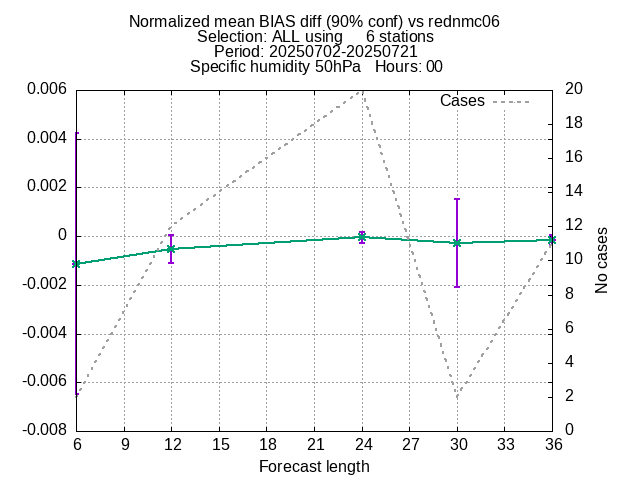 Normalized mean BIAS diff (90% conf) vs rednmc06
Selection: ALL using     6 stations
Period: 20250702-20250721
Specific humidity 50hPa   Hours: 00
Cases
0.006
0.004
0.002
0
-0.002
-0.004
-0.006
-0.008
20
18
16
14
12
10
8
6
4
2
0
No cases
6 9 12 15 18 21 24 27 30 33 36
Forecast length